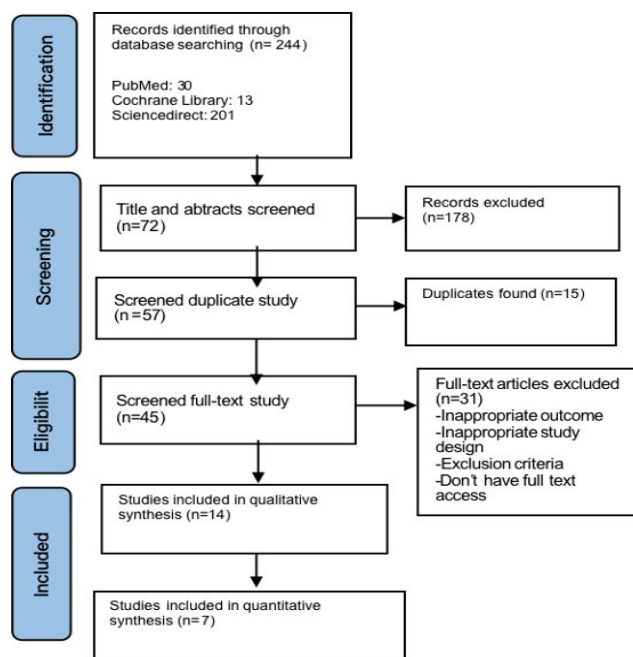 Identification
Records identified through
database searching (n= 244)
PubMed: 30
Cochrane Library: 13
Sciencedirect: 201
Screening
Title and abtracts screened
(n=72)
Records excluded
(n=178)
Screened duplicate study
(n=57)
Duplicates found (n=15)
Eligibilit
Screened full-text study
(n=45)
Full-text articles excluded
(n=31)
-Inappropriate outcome
-Inappropriate study
design
-Exclusion criteria
-Don't have full text
access
Included
Studies included in qualitative
synthesis (n=14)
Studies included in quantitative
synthesis (n=7)